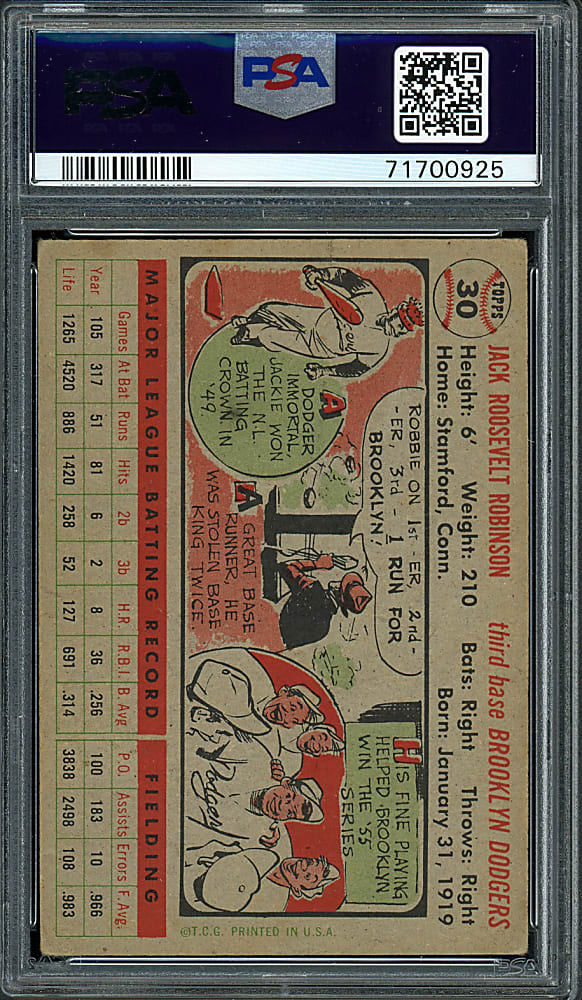 PSA
PSA
71700925
TOPPS
30
JACK ROOSEVELT ROBINSON third base BROOKLYN DODGERS
Height: 6' Weight: 210 Bats: Right Throws: Right
Home: Stamford, Conn. Born: January 31, 1919
A DODGER
IMMORTAL,
JACKIE WON
THE N.L.
BATTING
CROWN IN
'49.
ROBBIE ON 1st-ER, 2nd-
-ER, 3rd - 1 RUN FOR
BROOKLYN!
A GREAT BASE
RUNNER, HE
WAS STOLEN BASE
KING TWICE.
HIS FINE PLAYING
HELPED BROOKLYN
WIN THE '55
SERIES
Dodgers
MAJOR LEAGUE BATTING RECORD FIELDING
Games At Bat Runs Hits 2b 3b H.R. R.B.I. B Avg. P.O. Assists Errors F. Avg.
Year 105 317 51 81 6 2 8 36 .256 100 183 10 .966
Life 1265 4520 886 1420 258 52 127 691 .314 3838 2498 108 .983
©T.C.G. PRINTED IN U.S.A.